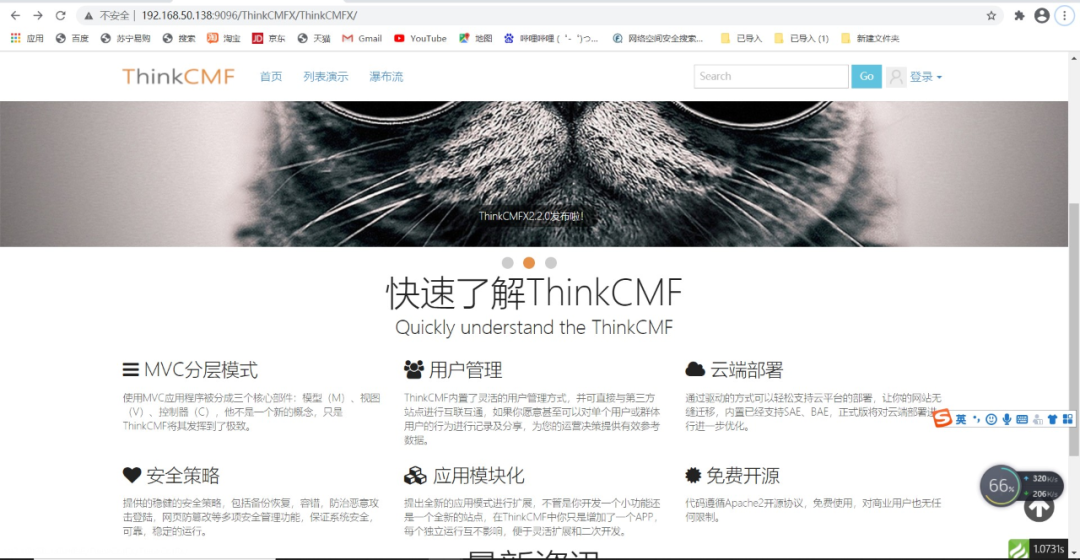 不安全 | 192.168.50.138:9096/ThinkCMFX/ThinkCMFX/
应用 百度 苏宁易购 搜索 淘宝 JD 京东 天猫 Gmail YouTube 地图 哔哩哔哩 (゜-゜)つ... 网络空间安全搜索... 已导入 已导入 (1) 新建文件夹
ThinkCMF 首页 列表演示 瀑布流 Search Go 登录
ThinkCMFX2.2.0发布啦!
快速了解ThinkCMF
Quickly understand the ThinkCMF
MVC分层模式 用户管理 云端部署
使用MVC应用程序被分成三个核心部件：模型（M）、视图
（V）、控制器（C），他不是一个新的概念，只是
ThinkCMF将其发挥到了极致。
ThinkCMF内置了灵活的用户管理方式，并可直接与第三方
站点进行互联互通，如果你愿意甚至可以对单个用户或群体
用户的行为进行记录及分享，为您的运营决策提供有效参考
数据。
通过驱动的方式可以轻松支持云平台的部署，让你的网站无
缝迁移，内置已经支持SAE、BAE，正式版将对云端部署进
行进一步优化。
英
安全策略 应用模块化 免费开源
提供的稳健的安全策略，包括备份恢复，容错，防治恶意攻
击登陆，网页防篡改等多项安全管理功能，保证系统安全，
可靠，稳定的运行。
提出全新的应用模式进行扩展，不管是你开发一个小功能还
是一个全新的站点，在ThinkCMF中你只是增加了一个APP，
每个独立运行互不影响，便于灵活扩展和二次开发。
代码遵循Apache2开源协议，免费使用，对商业用户也无任
何限制。
66%
320K/s
206K/s
最新资讯
1.0731s